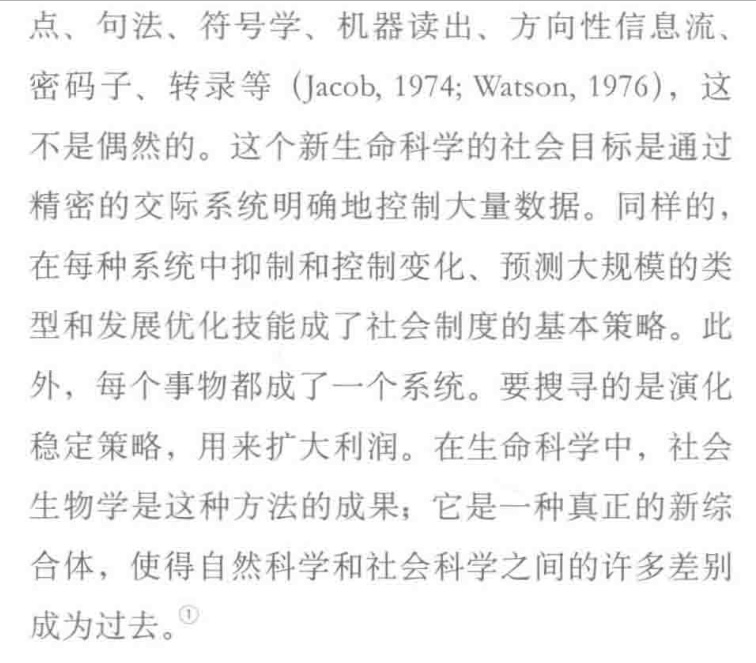 点、句法、符号学、机器读出、方向性信息流、
密码子、转录等（Jacob, 1974; Watson, 1976），这
不是偶然的。这个新生命科学的社会目标是通过
精密的交际系统明确地控制大量数据。同样的，
在每种系统中抑制和控制变化、预测大规模的类
型和发展优化技能成了社会制度的基本策略。此
外，每个事物都成了一个系统。要搜寻的是演化
稳定策略，用来扩大利润。在生命科学中，社会
生物学是这种方法的成果；它是一种真正的新综
合体，使得自然科学和社会科学之间的许多差别
成为过去。①